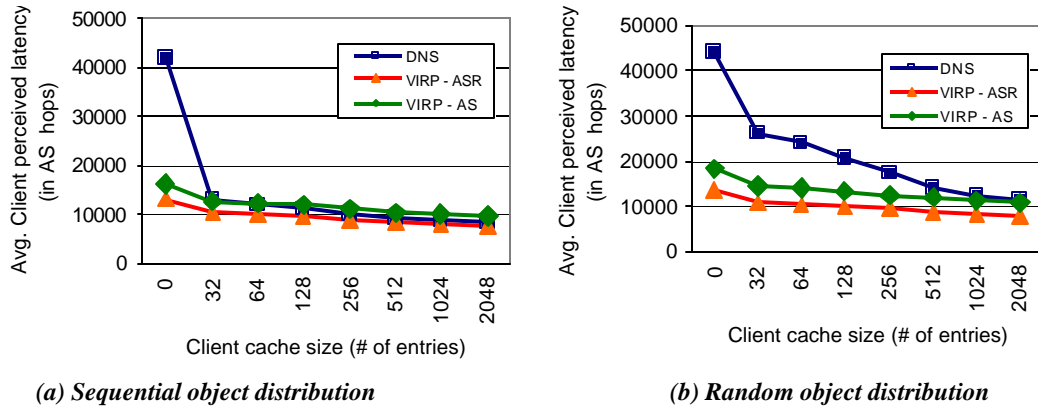 Avg. Client perceived latency
(in AS hops)
50000
40000
30000
20000
10000
0
DNS
VIRP - ASR
VIRP - AS
0
32
64
128
256
512
1024
2048
Client cache size (# of entries)
(a) Sequential object distribution
Avg. Client perceived latency
(in AS hops)
50000
40000
30000
20000
10000
0
DNS
VIRP - ASR
VIRP - AS
0
32
64
128
256
512
1024
2048
Client cache size (# of entries)
(b) Random object distribution